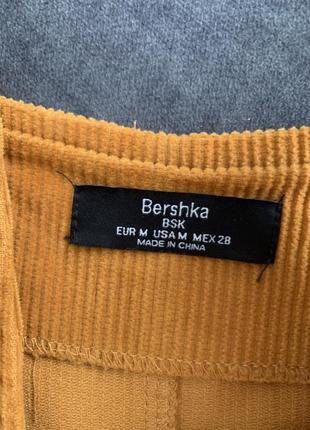 Bershka
BSK
EUR M USA M MEX 28
MADE IN CHINA